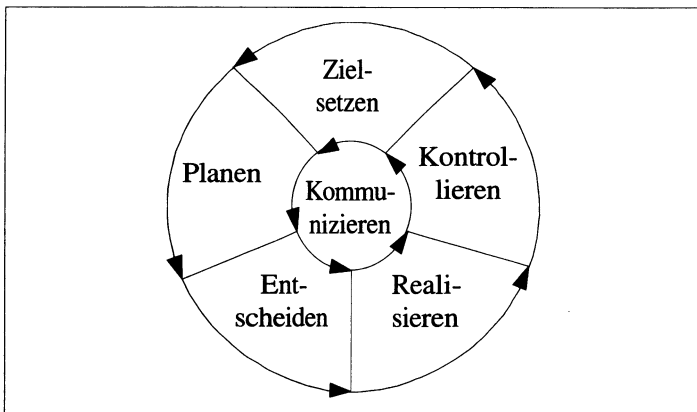 Ziel-
setzen
Planen
Kontrol-
lieren
Kommu-
nizieren
Ent-
scheiden
Reali-
sieren